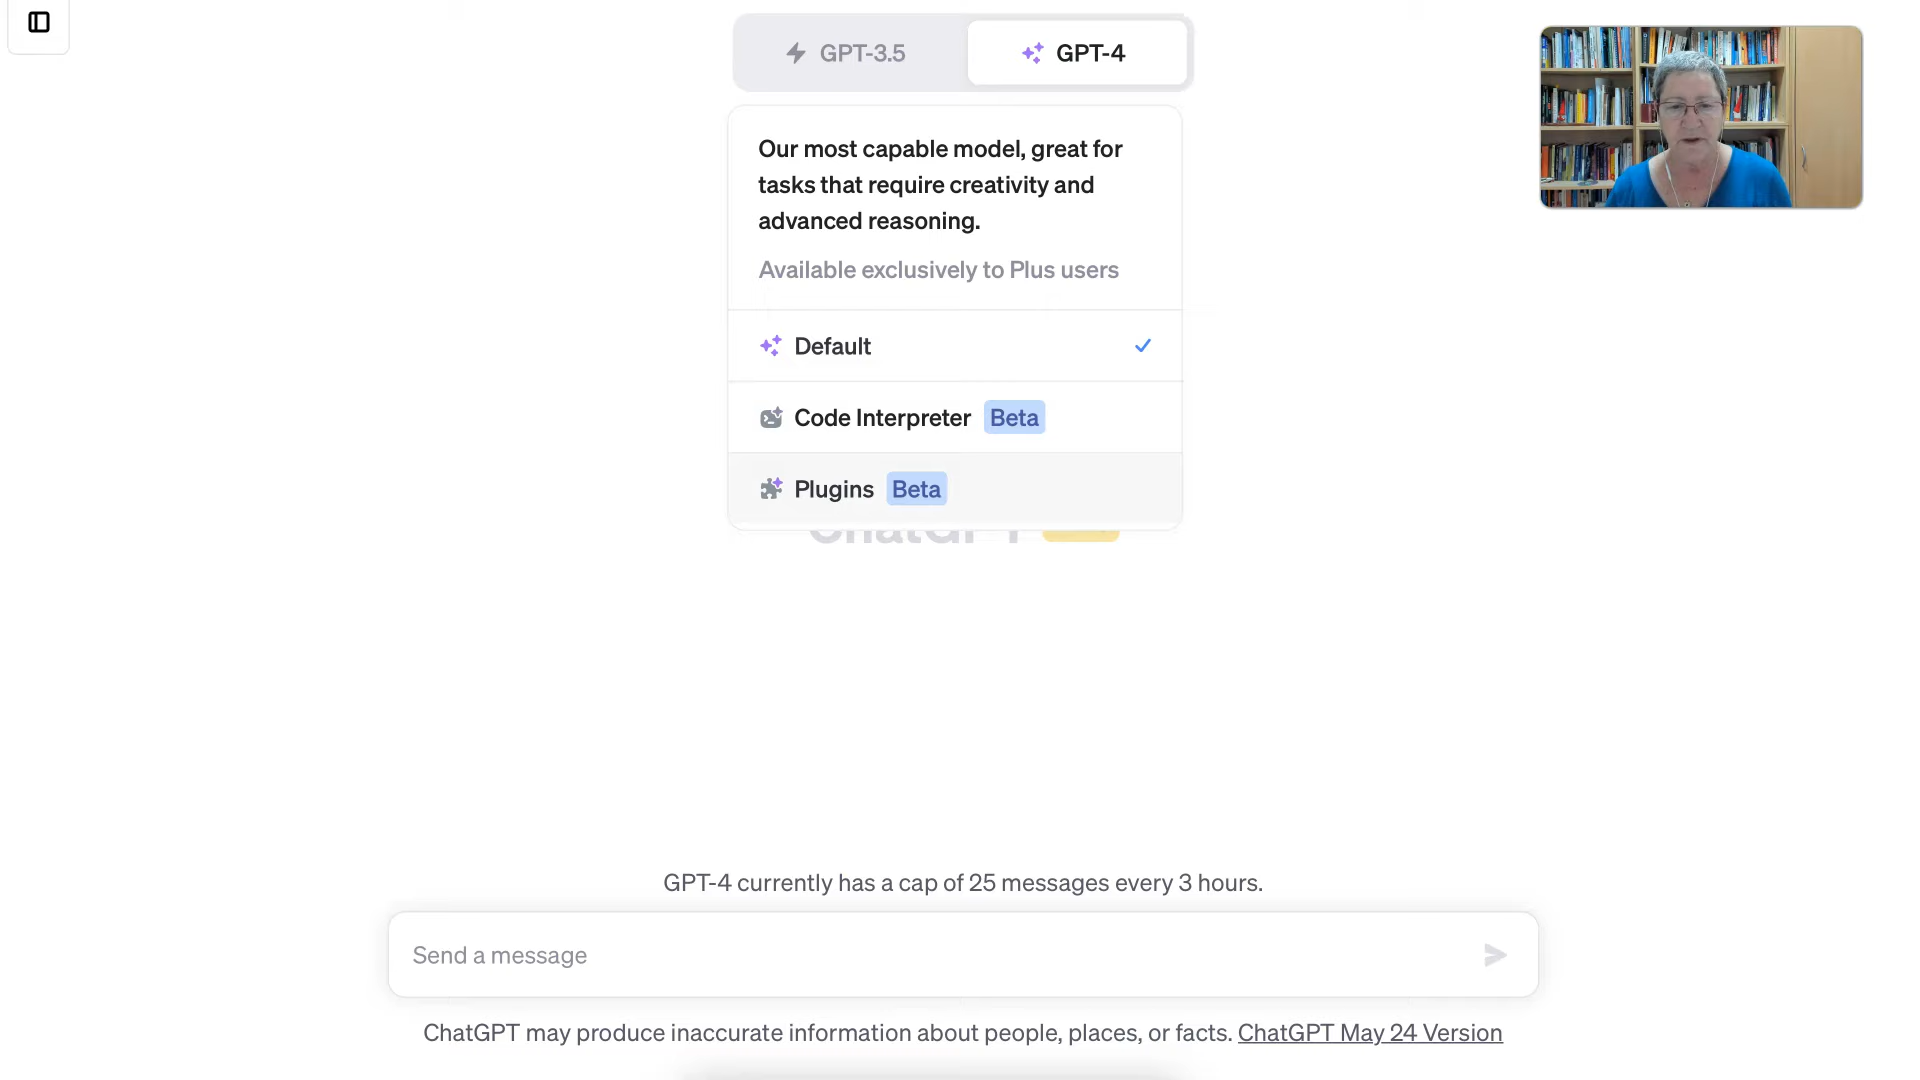 GPT-3.5
GPT-4
Our most capable model, great for
tasks that require creativity and
advanced reasoning.
Available exclusively to Plus users
Default
Code Interpreter Beta
Plugins Beta
ChatGPT
GPT-4 currently has a cap of 25 messages every 3 hours.
Send a message
ChatGPT may produce inaccurate information about people, places, or facts. ChatGPT May 24 Version